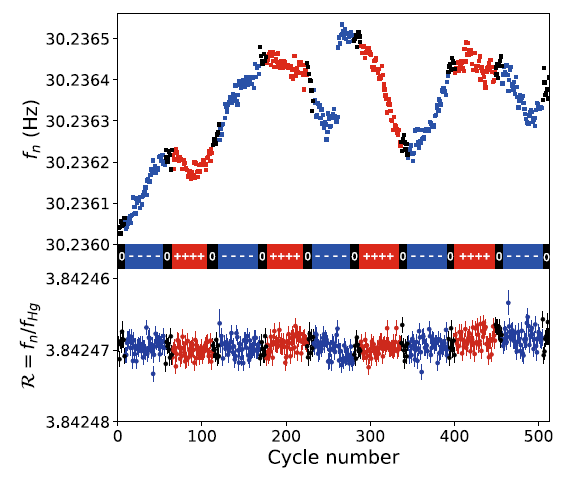 f_n (Hz)
30.2365
30.2364
30.2363
30.2362
30.2361
30.2360
0 ---- 0 ++++ 0 ---- 0 ++++ 0 ---- 0 ++++ 0 ---- 0 ++++ 0 ---- 0
ℛ = f_n/f_Hg
3.84246
3.84247
3.84248
0 100 200 300 400 500
Cycle number